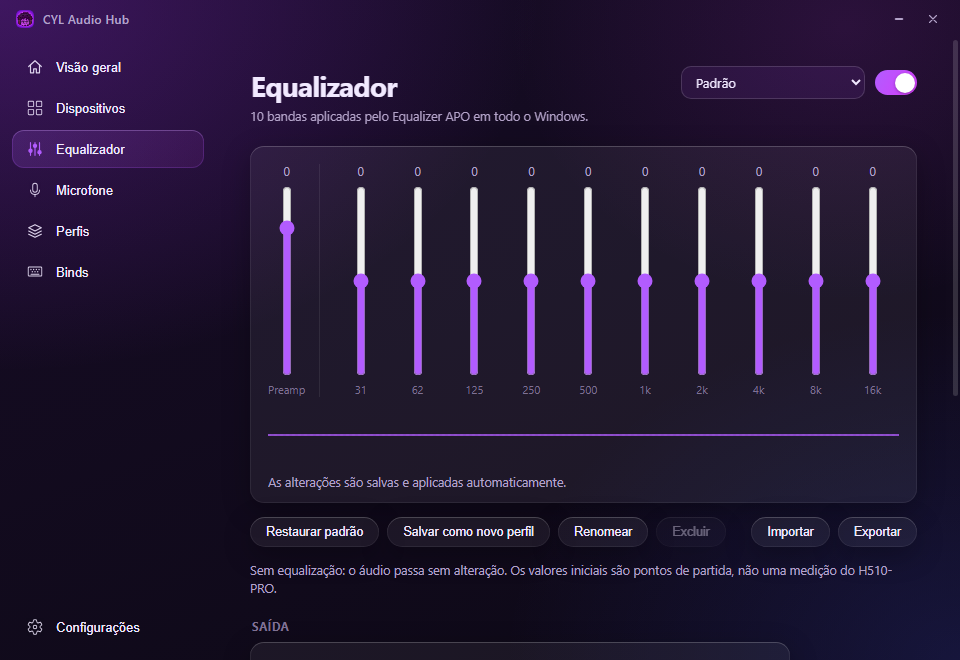 CYL Audio Hub
Visão geral
Dispositivos
Equalizador
Microfone
Perfis
Binds
Configurações
Equalizador
Padrão
10 bandas aplicadas pelo Equalizer APO em todo o Windows.
0 0 0 0 0 0 0 0 0 0 0
Preamp 31 62 125 250 500 1k 2k 4k 8k 16k
As alterações são salvas e aplicadas automaticamente.
Restaurar padrão Salvar como novo perfil Renomear Excluir Importar Exportar
Sem equalização: o áudio passa sem alteração. Os valores iniciais são pontos de partida, não uma medição do H510-
PRO.
SAÍDA